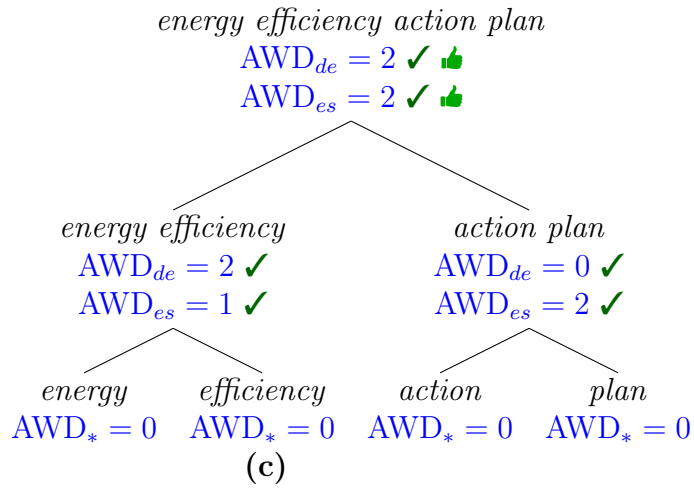 energy efficiency action plan
AWD_de = 2 ✓ 👍
AWD_es = 2 ✓ 👍
energy efficiency action plan
AWD_de = 2 ✓ AWD_de = 0 ✓
AWD_es = 1 ✓ AWD_es = 2 ✓
energy efficiency action plan
AWD_* = 0 AWD_* = 0 AWD_* = 0 AWD_* = 0
(c)